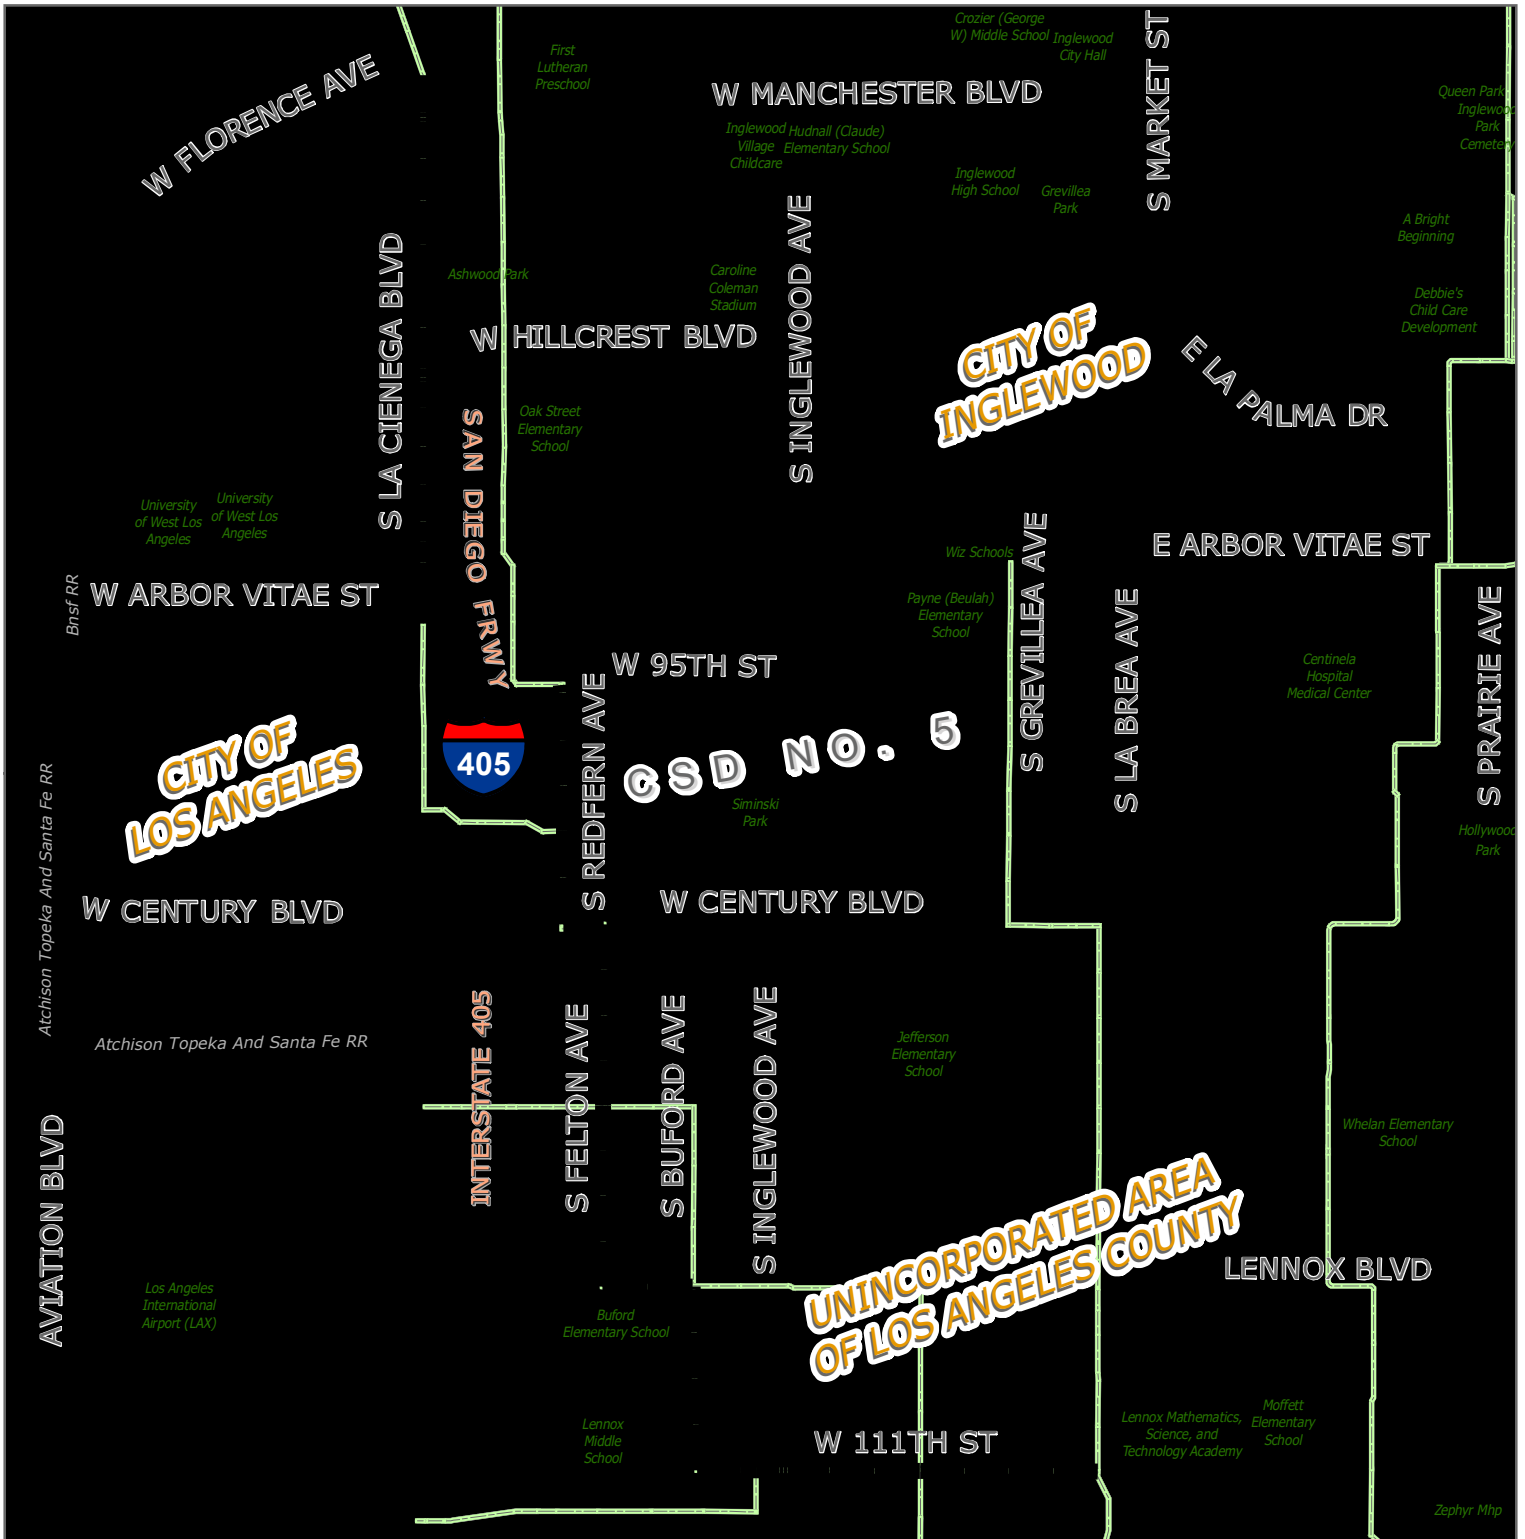 Crozier (George
W) Middle School
Inglewood
City Hall
First
Lutheran
Preschool
W FLORENCE AVE
W MANCHESTER BLVD
S MARKET ST
Queen Park
Inglewood
Park
Cemetery
Inglewood
Village
Childcare
Hudnall (Claude)
Elementary School
Inglewood
High School
Grevillea
Park
A Bright
Beginning
S LA CIENEGA BLVD
Ashwood Park
Caroline
Coleman
Stadium
S INGLEWOOD AVE
Debbie's
Child Care
Development
W HILLCREST BLVD
CITY OF
INGLEWOOD
E LA PALMA DR
SAN DIEGO FRWY
Oak Street
Elementary
School
University
of West Los
Angeles
University
of West Los
Angeles
Wiz Schools
S GREVILLEA AVE
E ARBOR VITAE ST
Bnsf RR
W ARBOR VITAE ST
Payne (Beulah)
Elementary
School
S LA BREA AVE
S PRAIRIE AVE
W 95TH ST
Centinela
Hospital
Medical Center
S REDFERN AVE
CITY OF
LOS ANGELES
405
CSD NO. 5
Siminski
Park
Hollywood
Park
Atchison Topeka And Santa Fe RR
W CENTURY BLVD
W CENTURY BLVD
Atchison Topeka And Santa Fe RR
INTERSTATE 405
S FELTON AVE
S BUFORD AVE
S INGLEWOOD AVE
Jefferson
Elementary
School
Whelan Elementary
School
AVIATION BLVD
UNINCORPORATED AREA
OF LOS ANGELES COUNTY
LENNOX BLVD
Los Angeles
International
Airport (LAX)
Buford
Elementary School
Lennox
Middle
School
W 111TH ST
Lennox Mathematics,
Science, and
Technology Academy
Moffett
Elementary
School
Zephyr Mhp